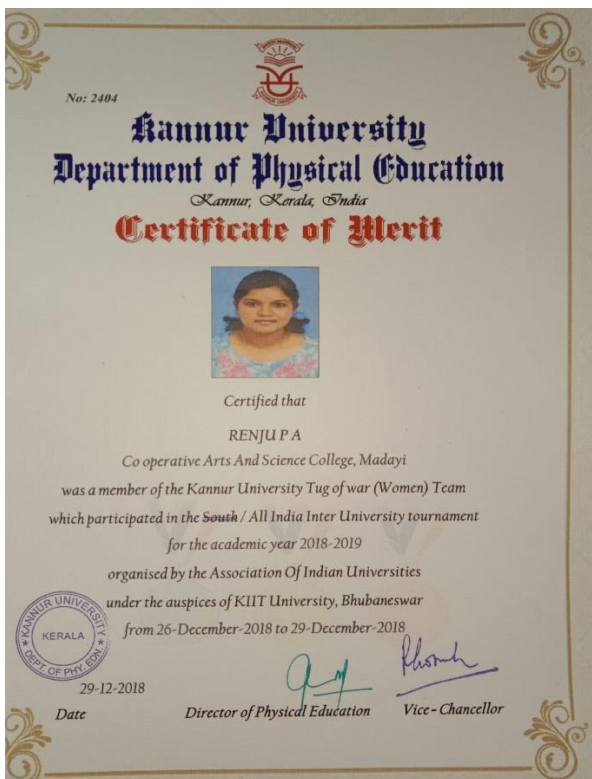 No: 2404
Kannur University
Department of Physical Education
Kannur, Kerala, India
Certificate of Merit
Certified that
RENJU P A
Co operative Arts And Science College, Madayi
was a member of the Kannur University Tug of war (Women) Team
which participated in the South / All India Inter University tournament
for the academic year 2018-2019
organised by the Association Of Indian Universities
under the auspices of KIIT University, Bhubaneswar
from 26-December-2018 to 29-December-2018
KANNUR UNIVERSITY
KERALA
DEPT. OF PHY. EDN.
29-12-2018
Date
Director of Physical Education
Vice - Chancellor